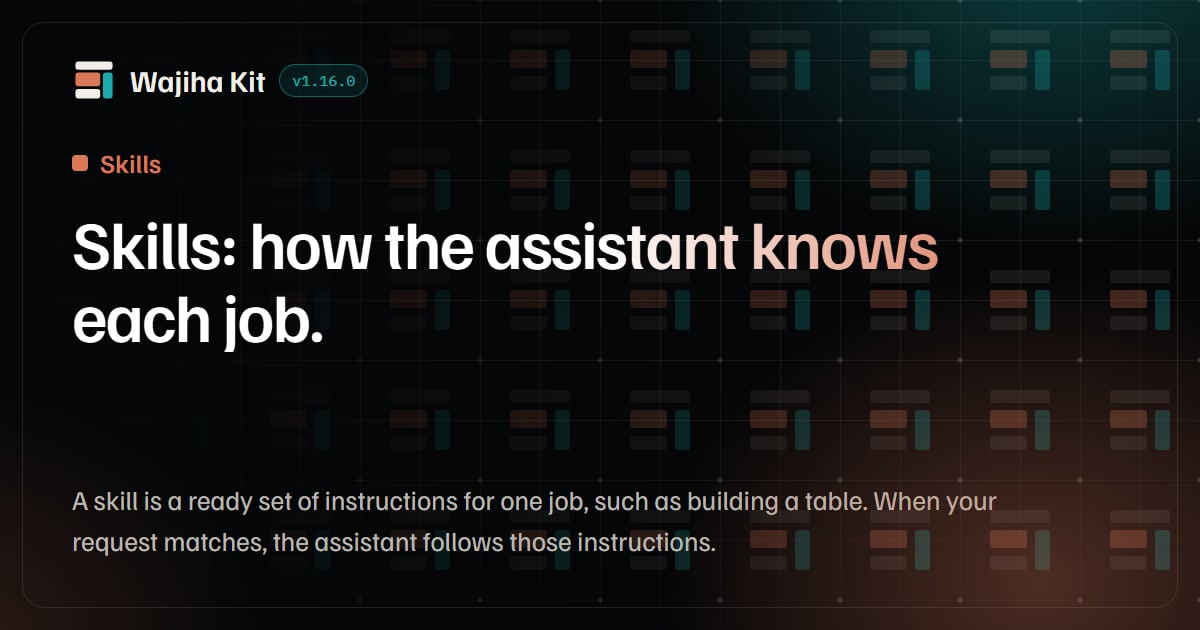 Wajiha Kit v1.16.0
Skills
Skills: how the assistant knows
each job.
A skill is a ready set of instructions for one job, such as building a table. When your
request matches, the assistant follows those instructions.